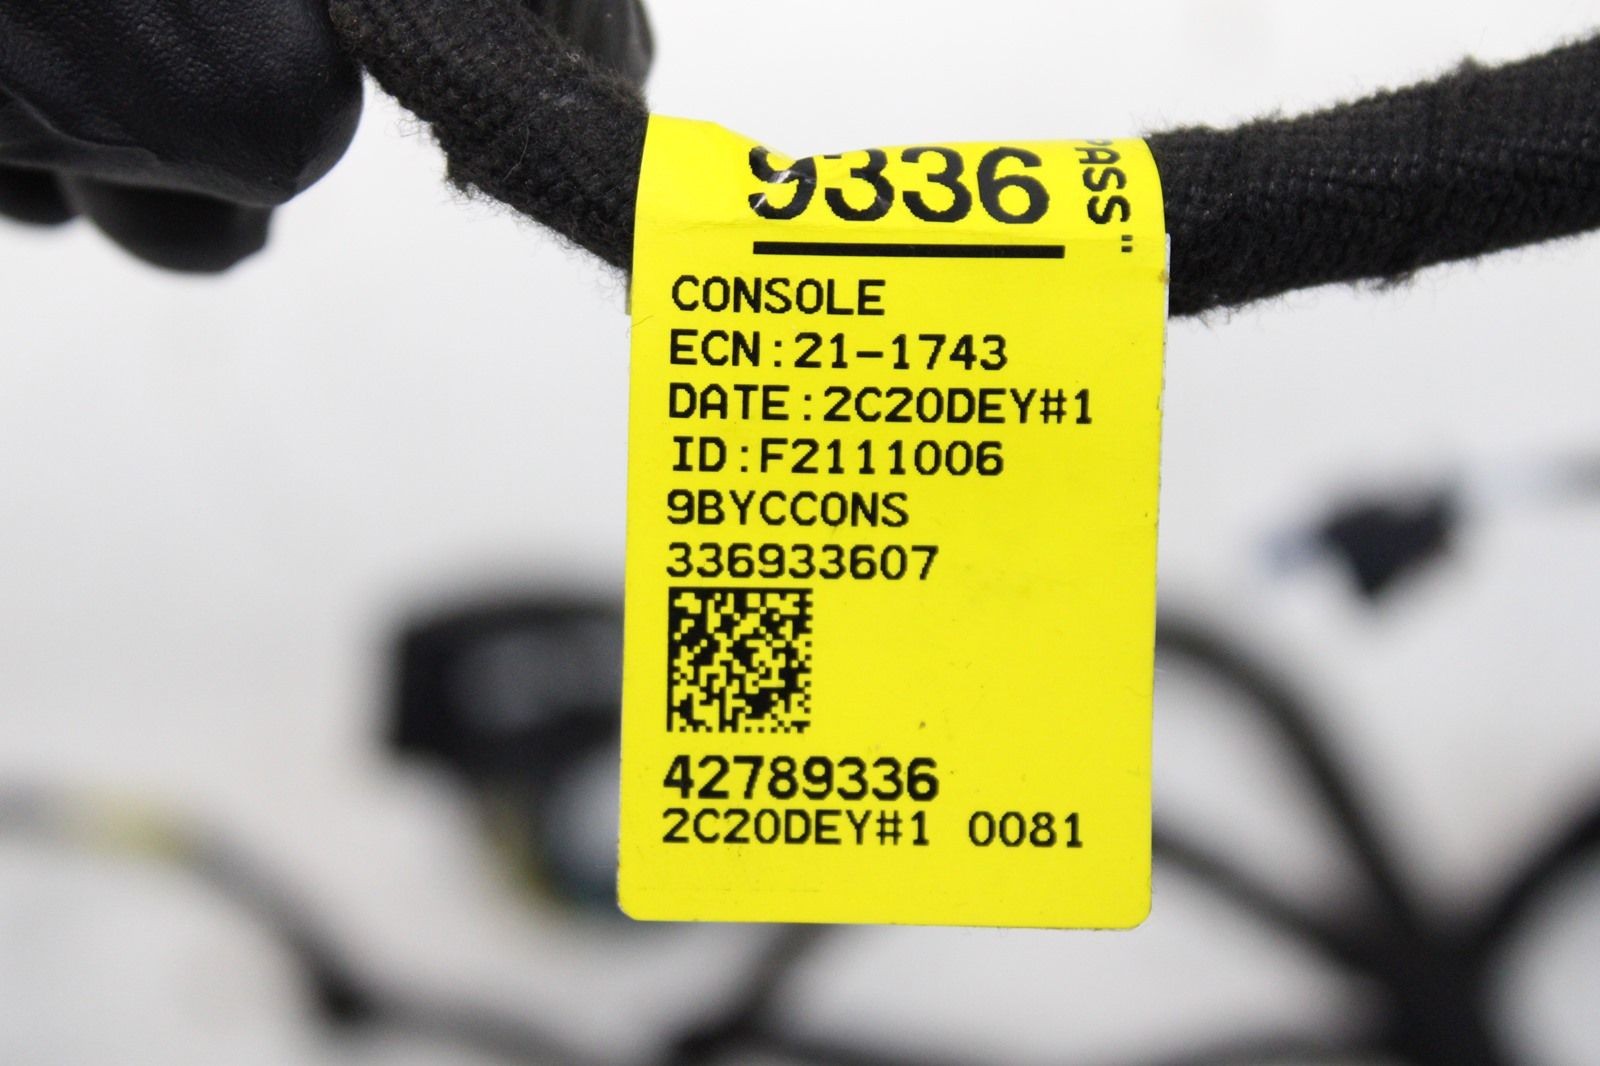 9336
PASS"
CONSOLE
ECN:21-1743
DATE:2C20DEY#1
ID:F2111006
9BYCCONS
336933607
42789336
2C20DEY#1 0081